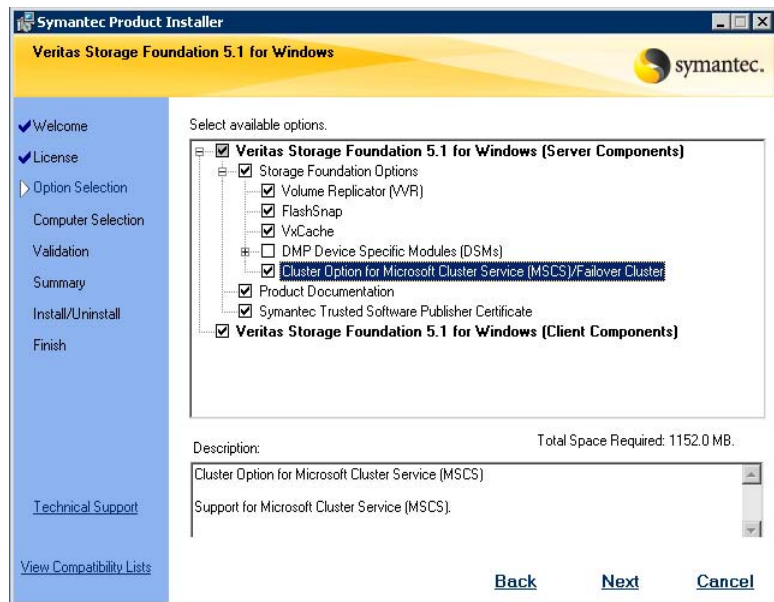 Symantec Product Installer
Veritas Storage Foundation 5.1 for Windows
symantec.
Welcome
License
Option Selection
Computer Selection
Validation
Summary
Install/Uninstall
Finish
Technical Support
View Compatibility Lists
Select available options.
Veritas Storage Foundation 5.1 for Windows (Server Components)
Storage Foundation Options
Volume Replicator (VVR)
FlashSnap
VxCache
DMP Device Specific Modules (DSMs)
Cluster Option for Microsoft Cluster Service (MSCS)/Failover Cluster
Product Documentation
Symantec Trusted Software Publisher Certificate
Veritas Storage Foundation 5.1 for Windows (Client Components)
Total Space Required: 1152.0 MB.
Description:
Cluster Option for Microsoft Cluster Service (MSCS)
Support for Microsoft Cluster Service (MSCS).
Back Next Cancel